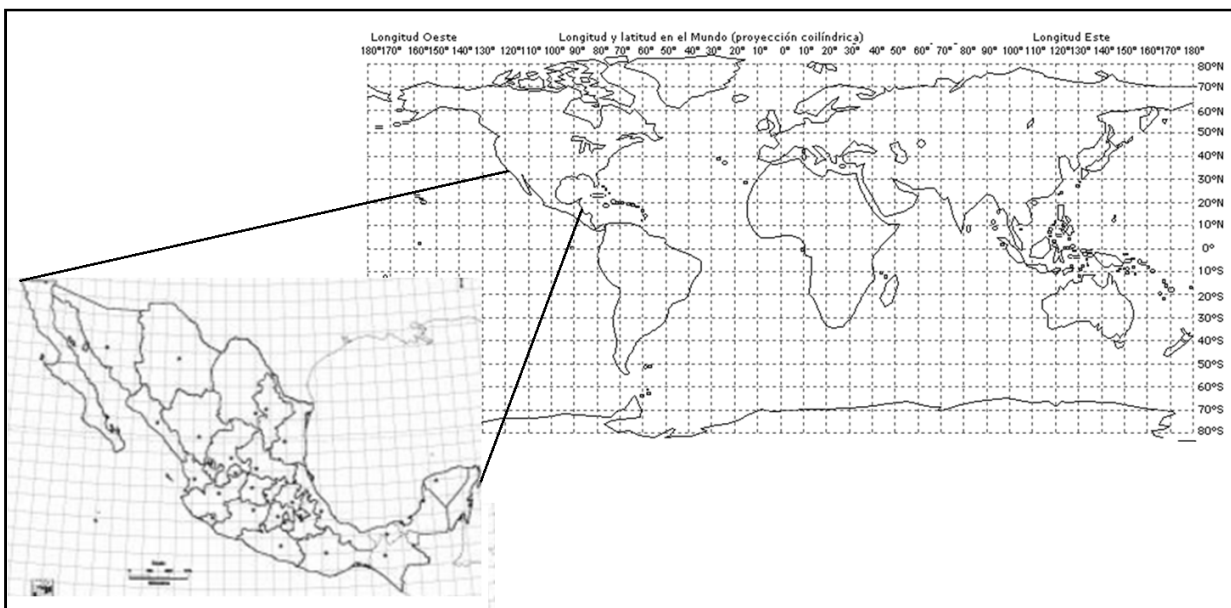 Longitud Oeste Longitud y latitud en el Mundo (proyección coilíndrica) Longitud Este
180°170° 160° 150° 140° 130° 120° 110° 100° 90° 80° 70° 60° 50° 40° 30° 20° 10° 0° 10° 20° 30° 40° 50° 60° 70° 80° 90° 100° 110° 120° 130° 140° 150° 160° 170° 180°
80°N
70°N
60°N
50°N
40°N
30°N
20°N
10°N
0°
10°S
20°S
30°S
40°S
50°S
60°S
70°S
80°S